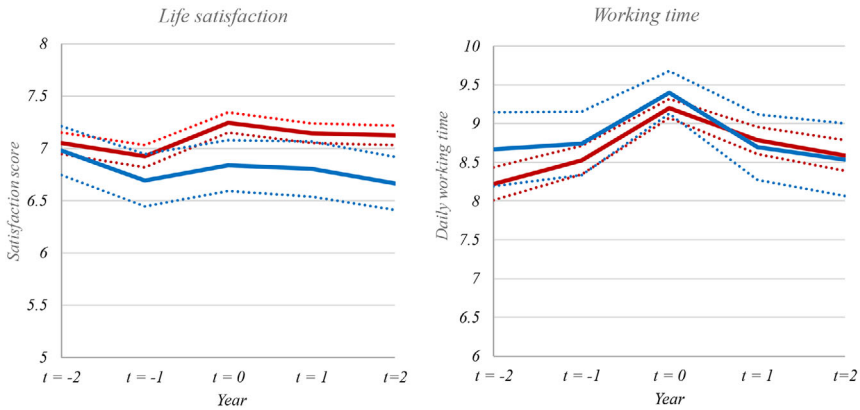 Life satisfaction
8
7.5
7
6.5
6
5.5
5
Satisfaction score
t = -2 t = -1 t = 0 t = 1 t=2
Year
Working time
10
9.5
9
8.5
8
7.5
7
6.5
6
Daily working time
t = -2 t = -1 t = 0 t = 1 t=2
Year